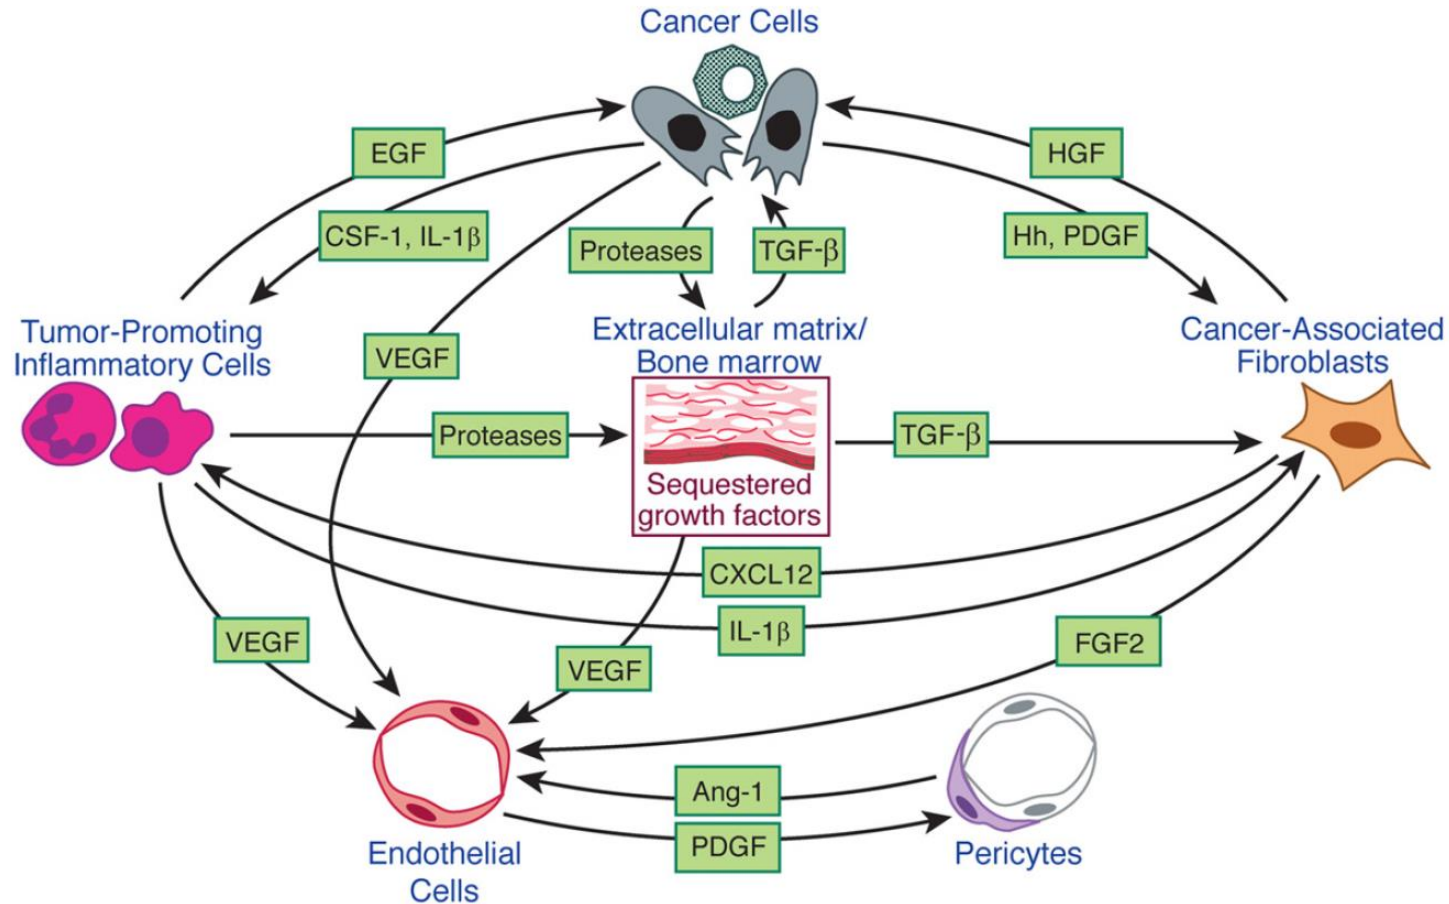 Cancer Cells
EGF
HGF
CSF-1, IL-1β
Proteases
TGF-β
Hh, PDGF
Tumor-Promoting
Inflammatory Cells
VEGF
Extracellular matrix/
Bone marrow
Cancer-Associated
Fibroblasts
Proteases
TGF-β
Sequestered
growth factors
CXCL12
IL-1β
VEGF
VEGF
FGF2
Ang-1
PDGF
Endothelial
Cells
Pericytes